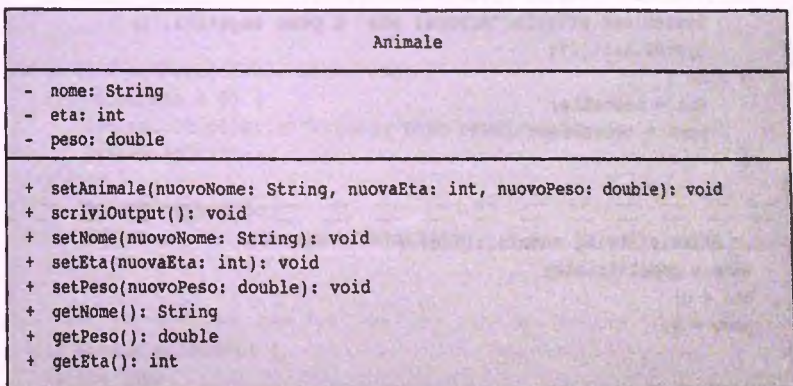 Animale
- nome: String
- eta: int
- peso: double
+ setAnimale(nuovoNome: String, nuovaEta: int, nuovoPeso: double): void
+ scriviOutput(): void
+ setNome(nuovoNome: String): void
+ setEta(nuovaEta: int): void
+ setPeso(nuovoPeso: double): void
+ getNome(): String
+ getPeso(): double
+ getEta(): int